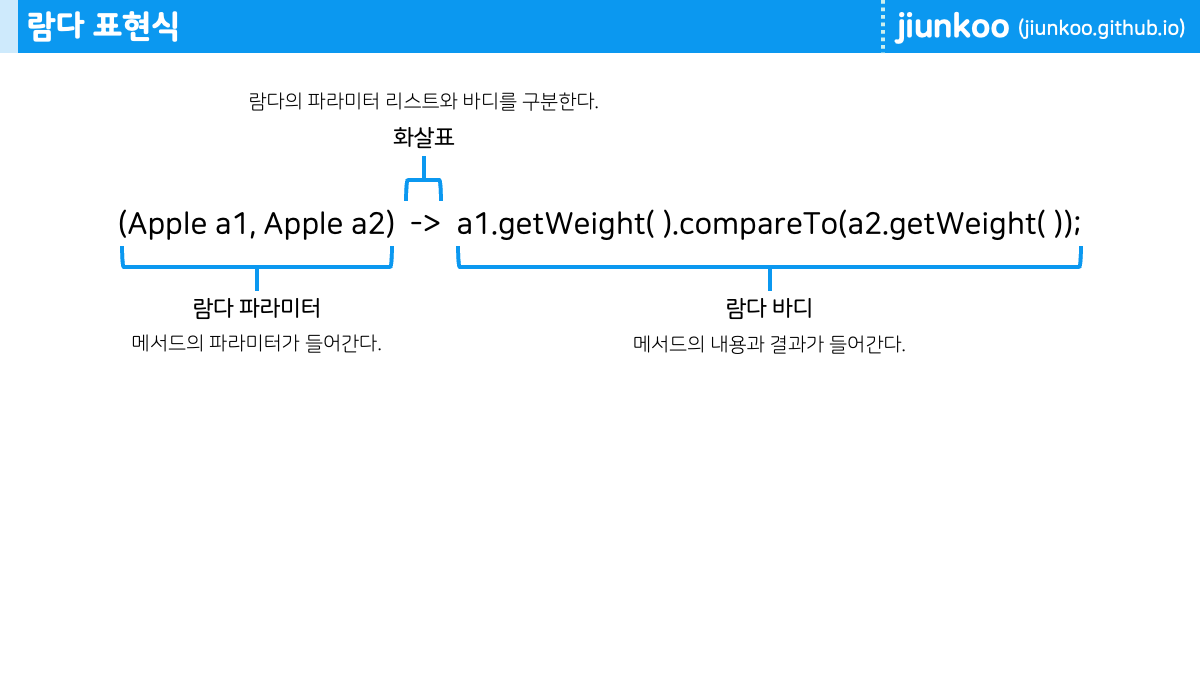 람다 표현식
jiunkoo (jiunkoo.github.io)
람다의 파라미터 리스트와 바디를 구분한다.
화살표
(Apple a1, Apple a2) -> a1.getWeight( ).compareTo(a2.getWeight( ));
람다 파라미터
메서드의 파라미터가 들어간다.
람다 바디
메서드의 내용과 결과가 들어간다.